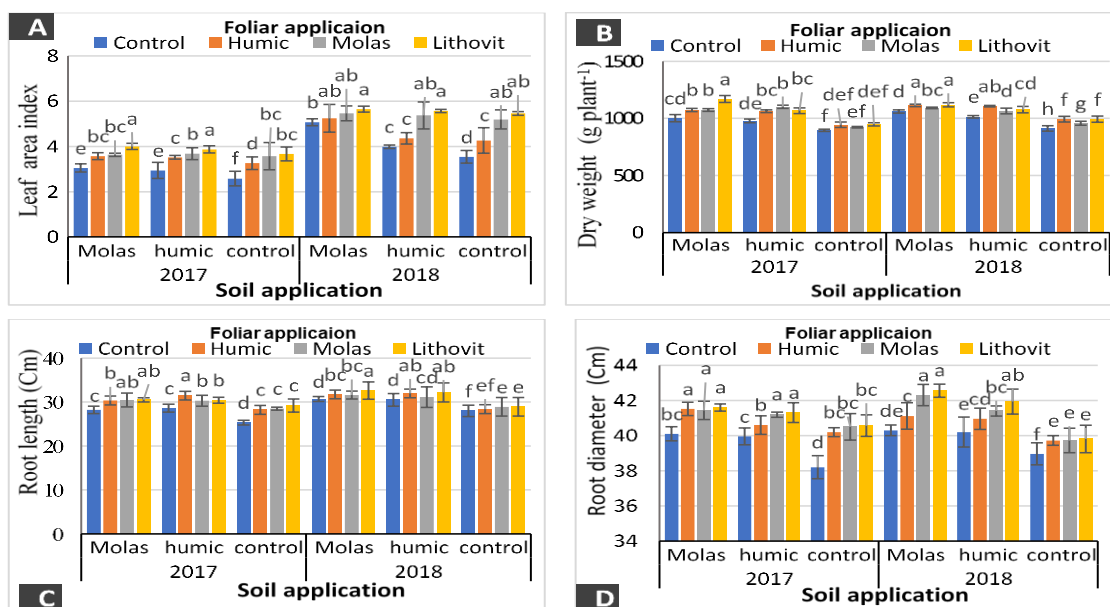 A
Foliar applicaion
Control Humic Molas Lithovit
Leaf area index
8
6
4
2
0
e bc bc a e c b a f d bc bc b ab ab ab c c ab ab d c ab ab
Molas humic control Molas humic control
2017 2018
Soil application
B
Foliar applicaion
Control Humic Molas Lithovit
Dry weight (g plant⁻¹)
1500
1000
500
0
cd b b a de bc b bc f def ef def d a bc a e ab d cd h f g f
Molas humic control Molas humic control
2017 2018
Soil application
C
Foliar applicaion
Control Humic Molas Lithovit
Root length (Cm)
40
30
20
10
0
c b ab ab c a b b d c c c d bc bc a d ab cd ab f ef e e
Molas humic control Molas humic control
2017 2018
Soil application
D
Foliar applicaion
Control Humic Molas Lithovit
Root diameter (Cm)
44
42
40
38
36
34
bc a a a c b a a d bc bc bc de c a a e cd bc ab f e e e
Molas humic control Molas humic control
2017 2018
Soil application